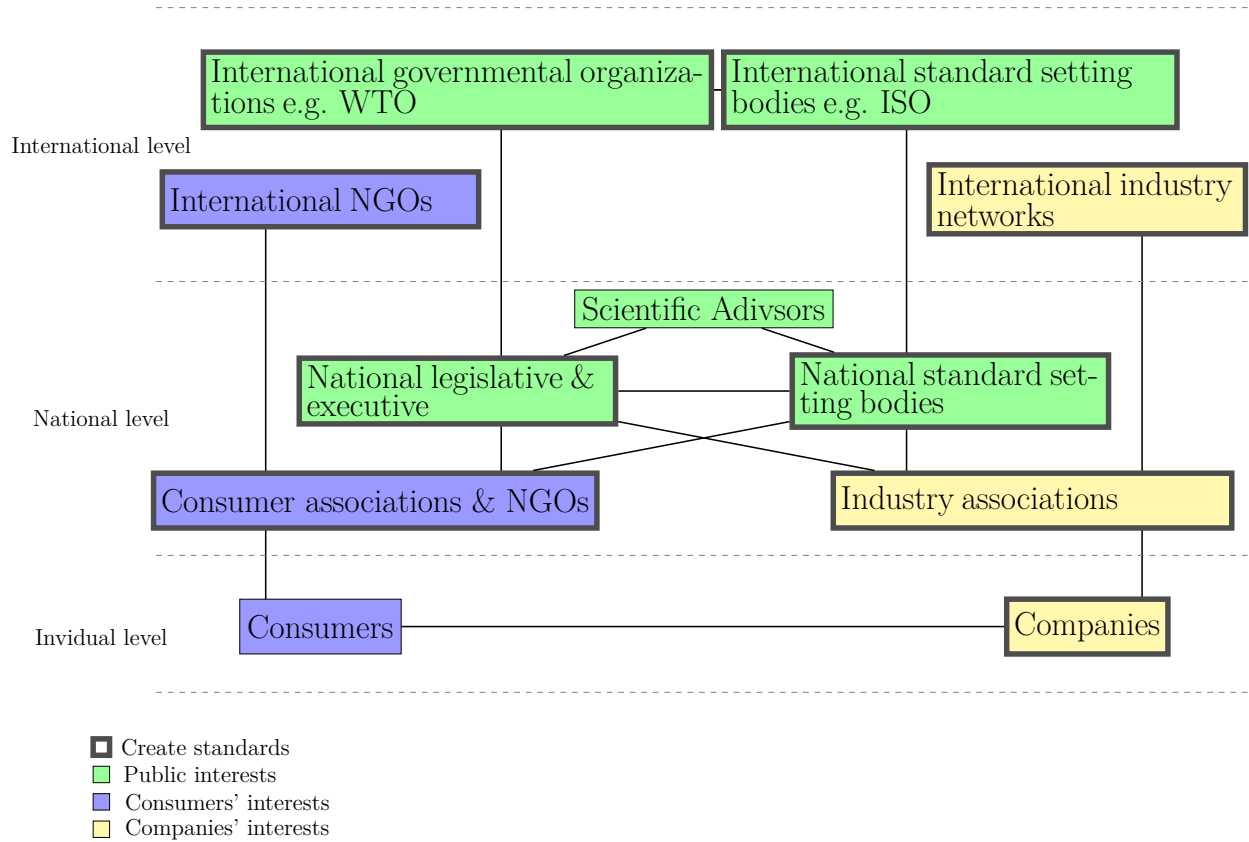 International governmental organiza-
tions e.g. WTO
International standard setting
bodies e.g. ISO
International level
International NGOs
International industry
networks
Scientific Adivsors
National legislative &
executive
National standard set-
ting bodies
National level
Consumer associations & NGOs
Industry associations
Consumers
Companies
Invidual level
Create standards
Public interests
Consumers' interests
Companies' interests